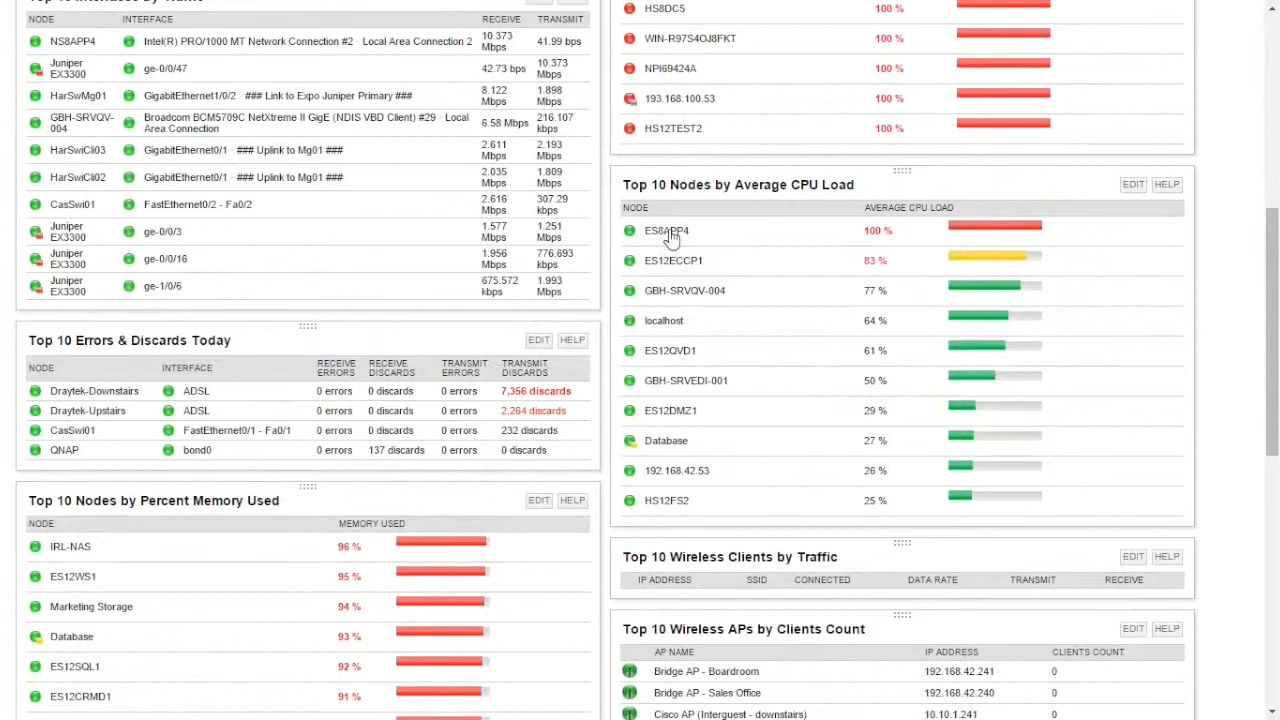 NODE INTERFACE RECEIVE TRANSMIT
NS8APP4 Intel(R) PRO/1000 MT Network Connection #2 · Local Area Connection 2 10.373 Mbps 41.99 bps
Juniper EX3300 ge-0/0/47 42.73 bps 10.373 Mbps
HarSwMg01 GigabitEthernet1/0/2 · ### Link to Expo Juniper Primary ### 8.122 Mbps 1.898 Mbps
GBH-SRVQV-004 Broadcom BCM5709C NetXtreme II GigE (NDIS VBD Client) #29 · Local Area Connection 6.58 Mbps 216.107 kbps
HarSwiCli03 GigabitEthernet0/1 · ### Uplink to Mg01 ### 2.611 Mbps 2.193 Mbps
HarSwiCli02 GigabitEthernet0/1 · ### Uplink to Mg01 ### 2.035 Mbps 1.809 Mbps
CasSwi01 FastEthernet0/2 - Fa0/2 2.616 Mbps 307.29 kbps
Juniper EX3300 ge-0/0/3 1.577 Mbps 1.251 Mbps
Juniper EX3300 ge-0/0/16 1.956 Mbps 776.693 kbps
Juniper EX3300 ge-1/0/6 675.572 kbps 1.993 Mbps
Top 10 Errors & Discards Today EDIT HELP
NODE INTERFACE RECEIVE ERRORS RECEIVE DISCARDS TRANSMIT ERRORS TRANSMIT DISCARDS
Draytek-Downstairs ADSL 0 errors 0 discards 0 errors 7,356 discards
Draytek-Upstairs ADSL 0 errors 0 discards 0 errors 2,264 discards
CasSwi01 FastEthernet0/1 - Fa0/1 0 errors 0 discards 0 errors 232 discards
QNAP bond0 0 errors 137 discards 0 errors 0 discards
Top 10 Nodes by Percent Memory Used EDIT HELP
NODE MEMORY USED
IRL-NAS 96 %
ES12WS1 95 %
Marketing Storage 94 %
Database 93 %
ES12SQL1 92 %
ES12CRMD1 91 %
HS8DC5 100 %
WIN-R97S4OJ8FKT 100 %
NPI69424A 100 %
193.168.100.53 100 %
HS12TEST2 100 %
Top 10 Nodes by Average CPU Load EDIT HELP
NODE AVERAGE CPU LOAD
ES8APP4 100 %
ES12ECCP1 83 %
GBH-SRVQV-004 77 %
localhost 64 %
ES12QVD1 61 %
GBH-SRVEDI-001 50 %
ES12DMZ1 29 %
Database 27 %
192.168.42.53 26 %
HS12FS2 25 %
Top 10 Wireless Clients by Traffic EDIT HELP
IP ADDRESS SSID CONNECTED DATA RATE TRANSMIT RECEIVE
Top 10 Wireless APs by Clients Count EDIT HELP
AP NAME IP ADDRESS CLIENTS COUNT
Bridge AP - Boardroom 192.168.42.241 0
Bridge AP - Sales Office 192.168.42.240 0
Cisco AP (Interguest - downstairs) 10.10.1.241 0